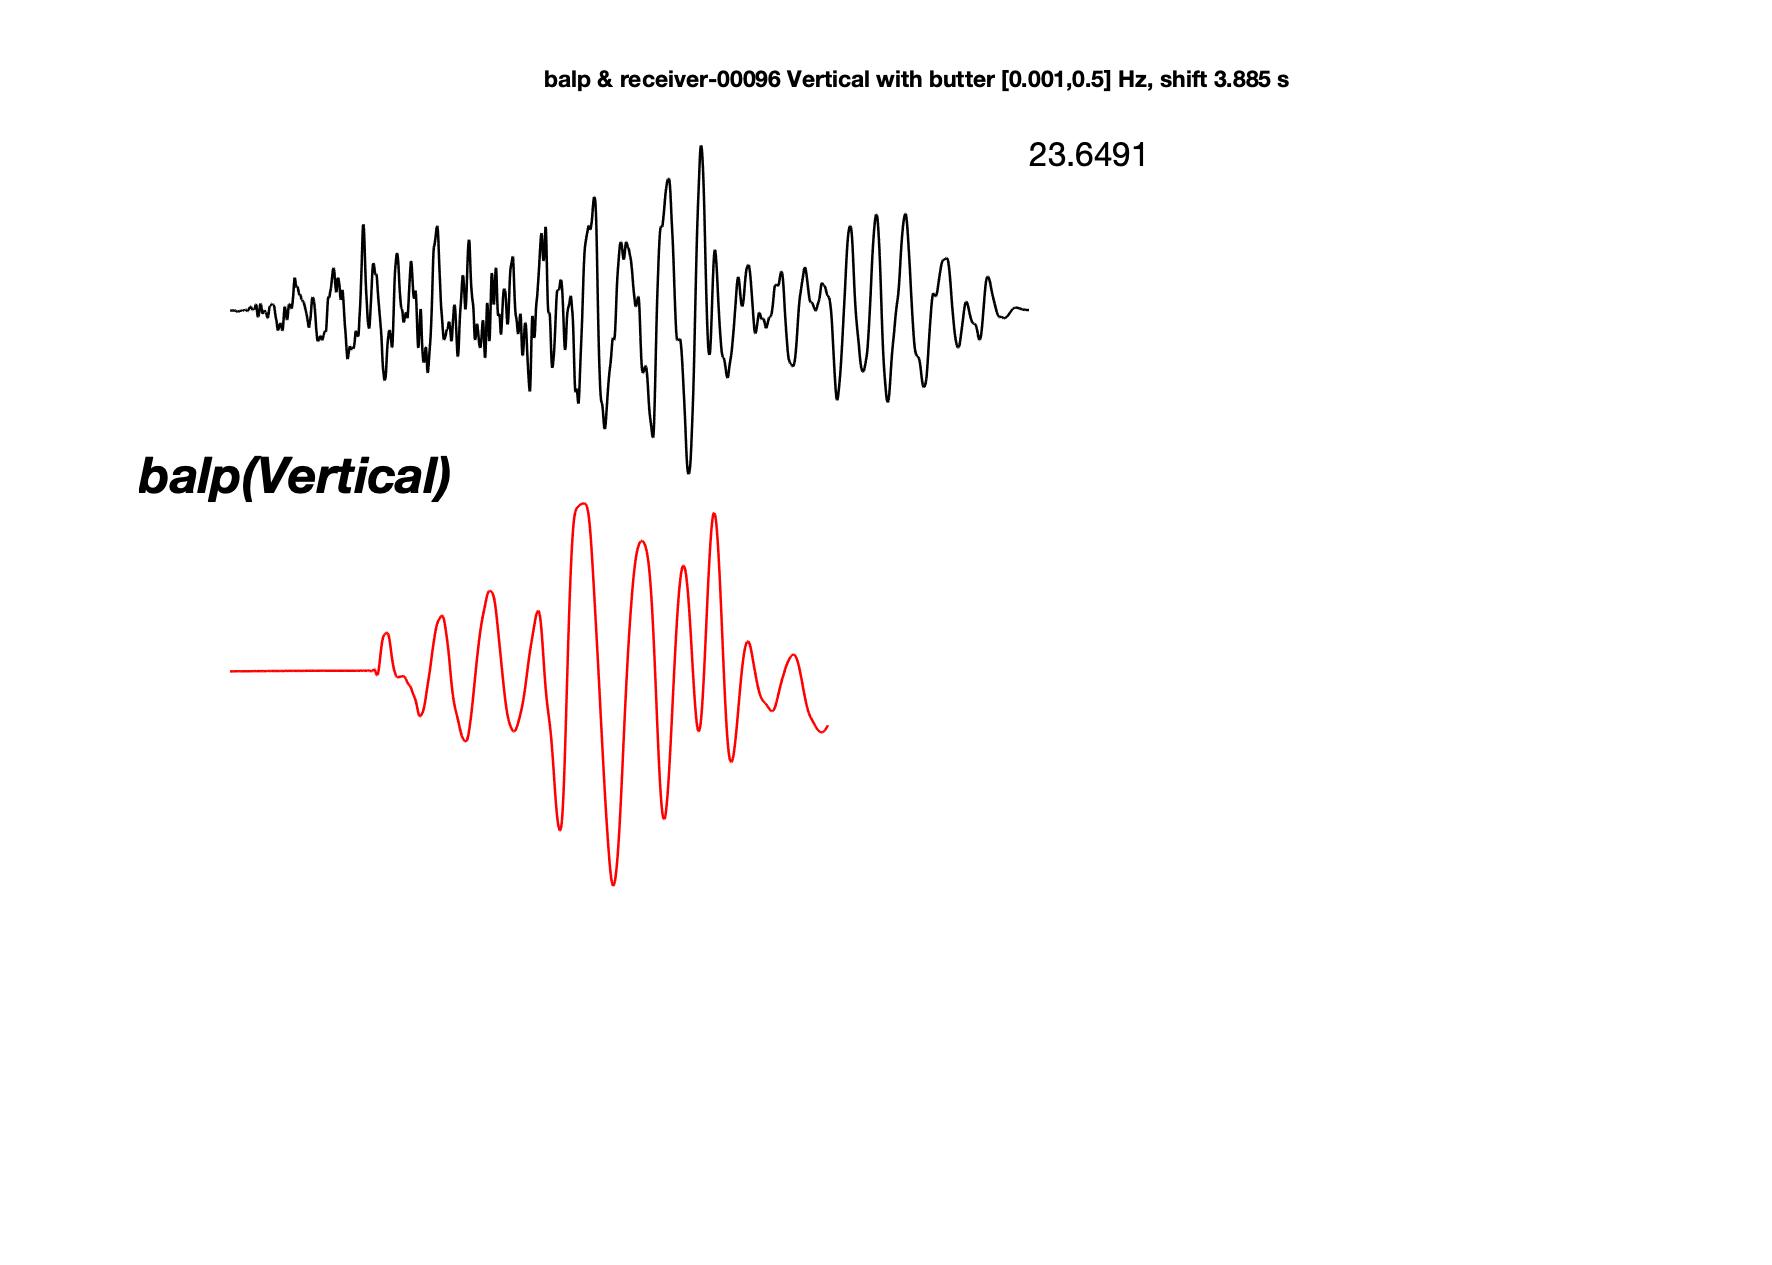 balp & receiver-00096 Vertical with butter [0.001,0.5] Hz, shift 3.885 s
23.6491
balp(Vertical)